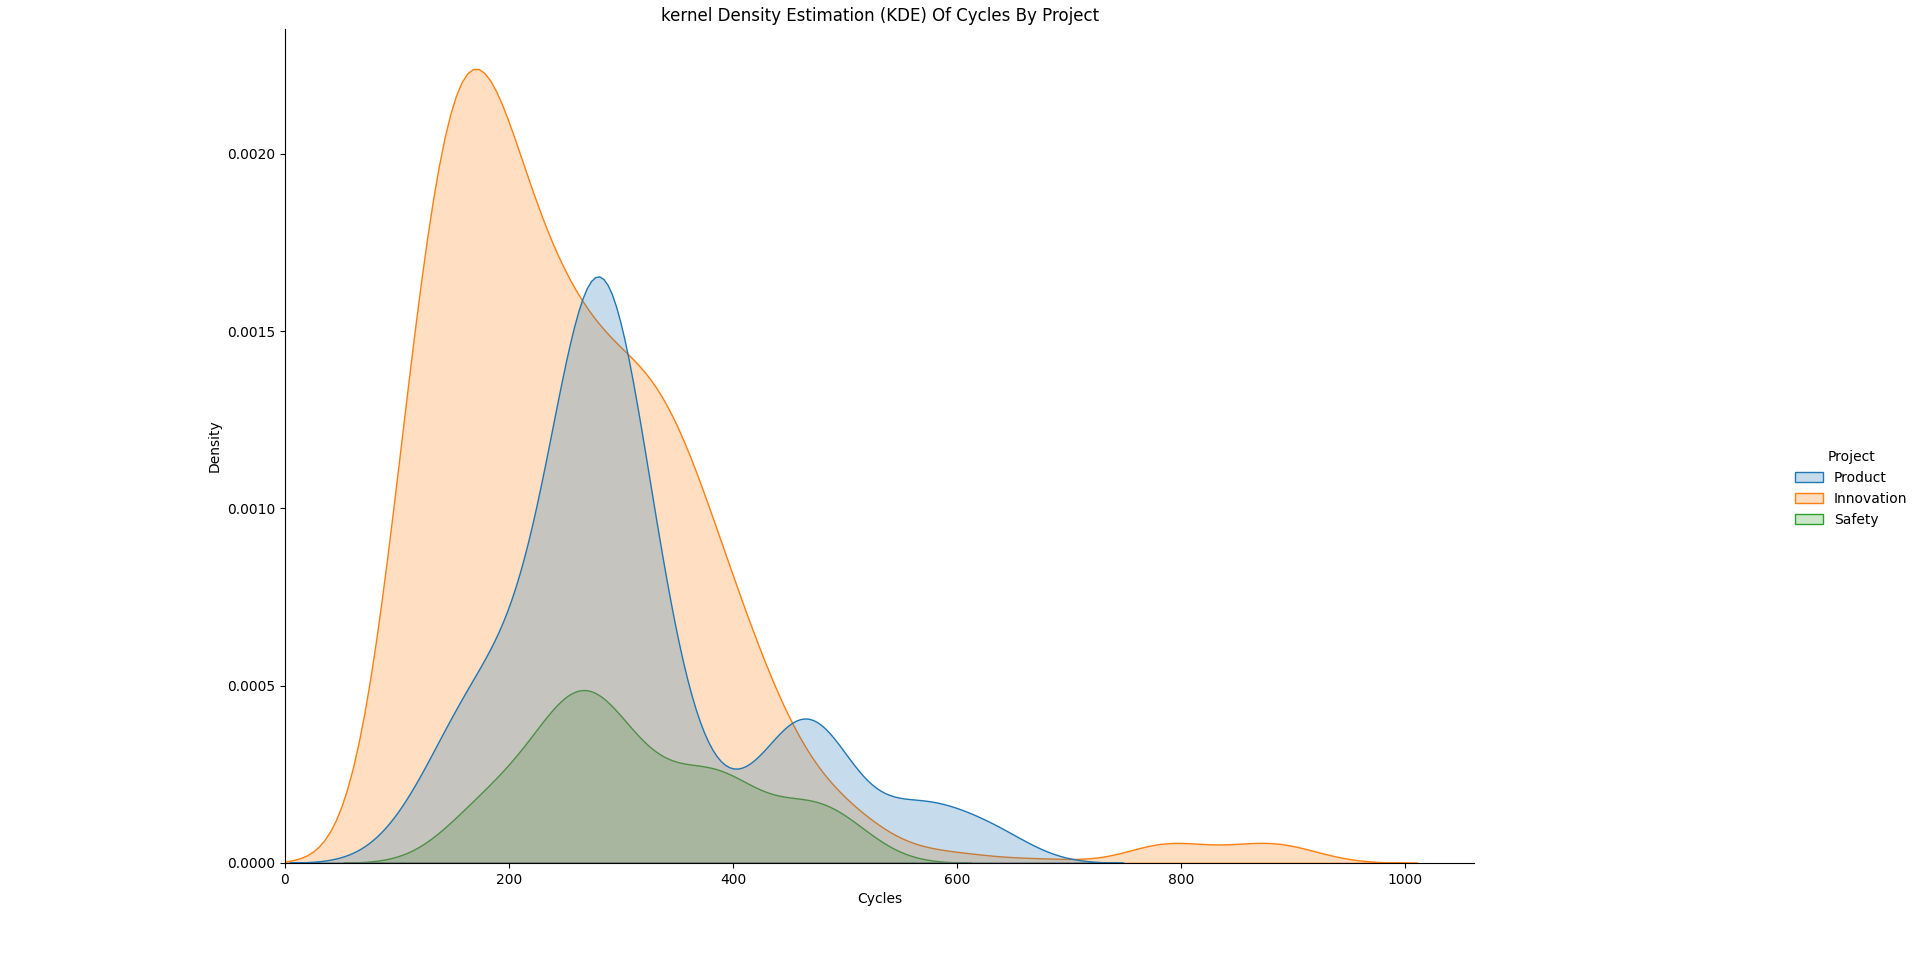 kernel Density Estimation (KDE) Of Cycles By Project
0.0020
0.0015
0.0010
0.0005
0.0000
Density
0
200
400
600
800
1000
Cycles
Project
Product
Innovation
Safety